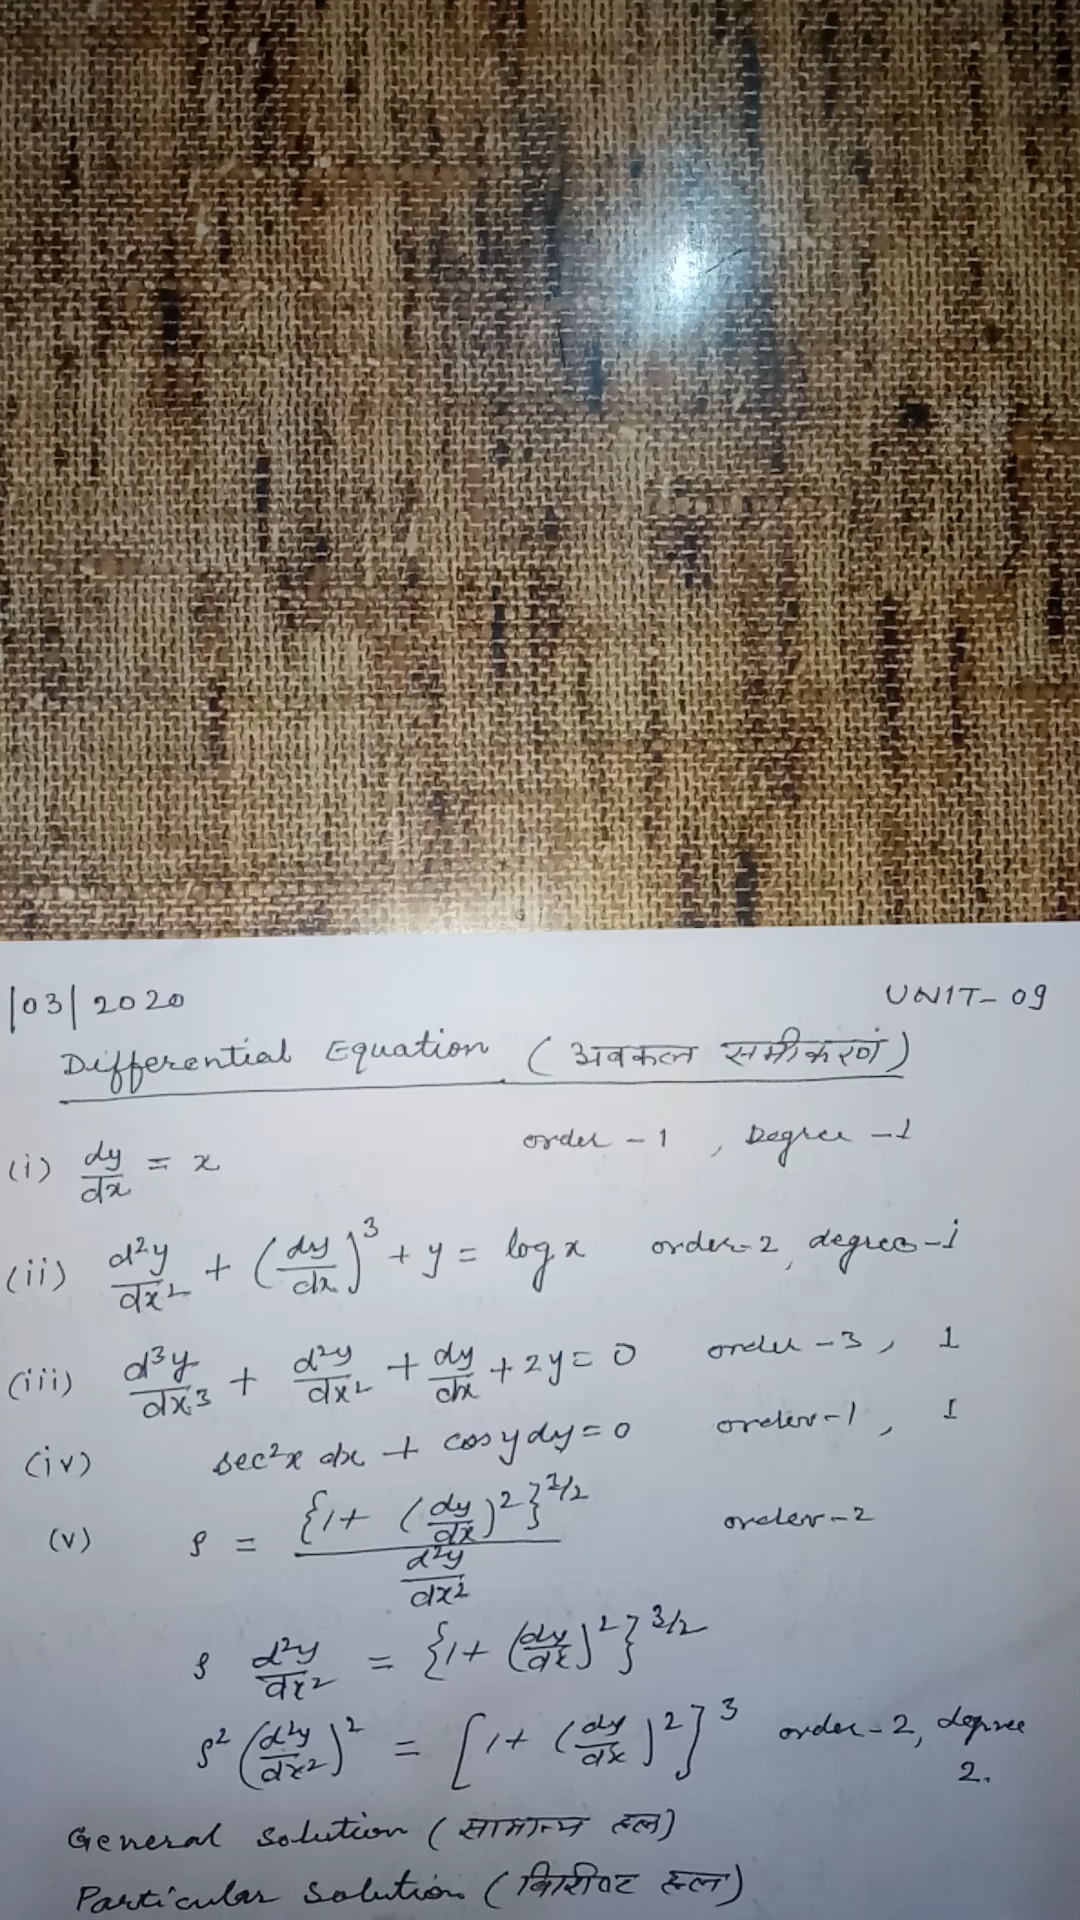 /03/2020 UNIT-09
Differential Equation (अवकल समीकरणं)
(i) dy/dx = x order - 1, Degree - 1
(ii) d²y/dx² + (dy/dx)³ + y = log x order-2, degree-1
(iii) d³y/dx³ + d²y/dx² + dy/dx + 2y = 0 order-3, 1
(iv) sec²x dx + cosy dy = 0 order-1, 1
(v) ρ = {1+ (dy/dx)²}^3/2 / d²y/dx² order-2
ρ d²y/dx² = {1+ (dy/dx)²}^3/2
ρ² (d²y/dx²)² = [1+ (dy/dx)²]³ order-2, degree 2.
General solution (सामान्य हल)
Particular solution (विशिष्ट हल)